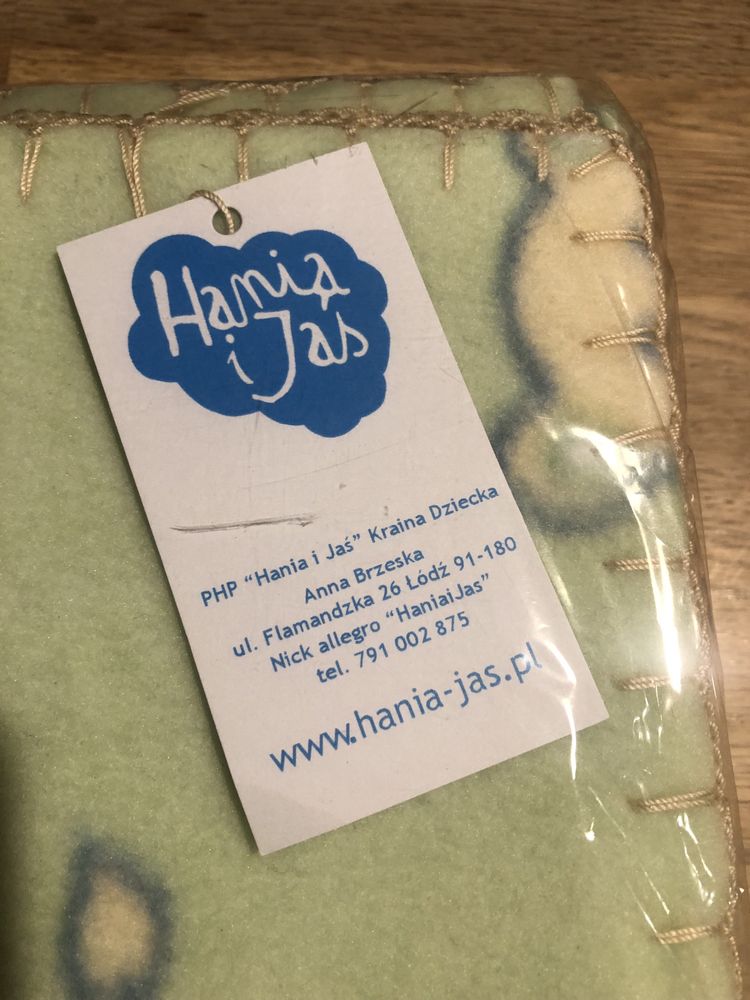 Hania
i Jaś
PHP “Hania i Jaś” Kraina Dziecka
Anna Brzeska
ul. Flamandzka 26 Łódź 91-180
Nick allegro “HaniaiJas”
tel. 791 002 875
www.hania-jas.pl